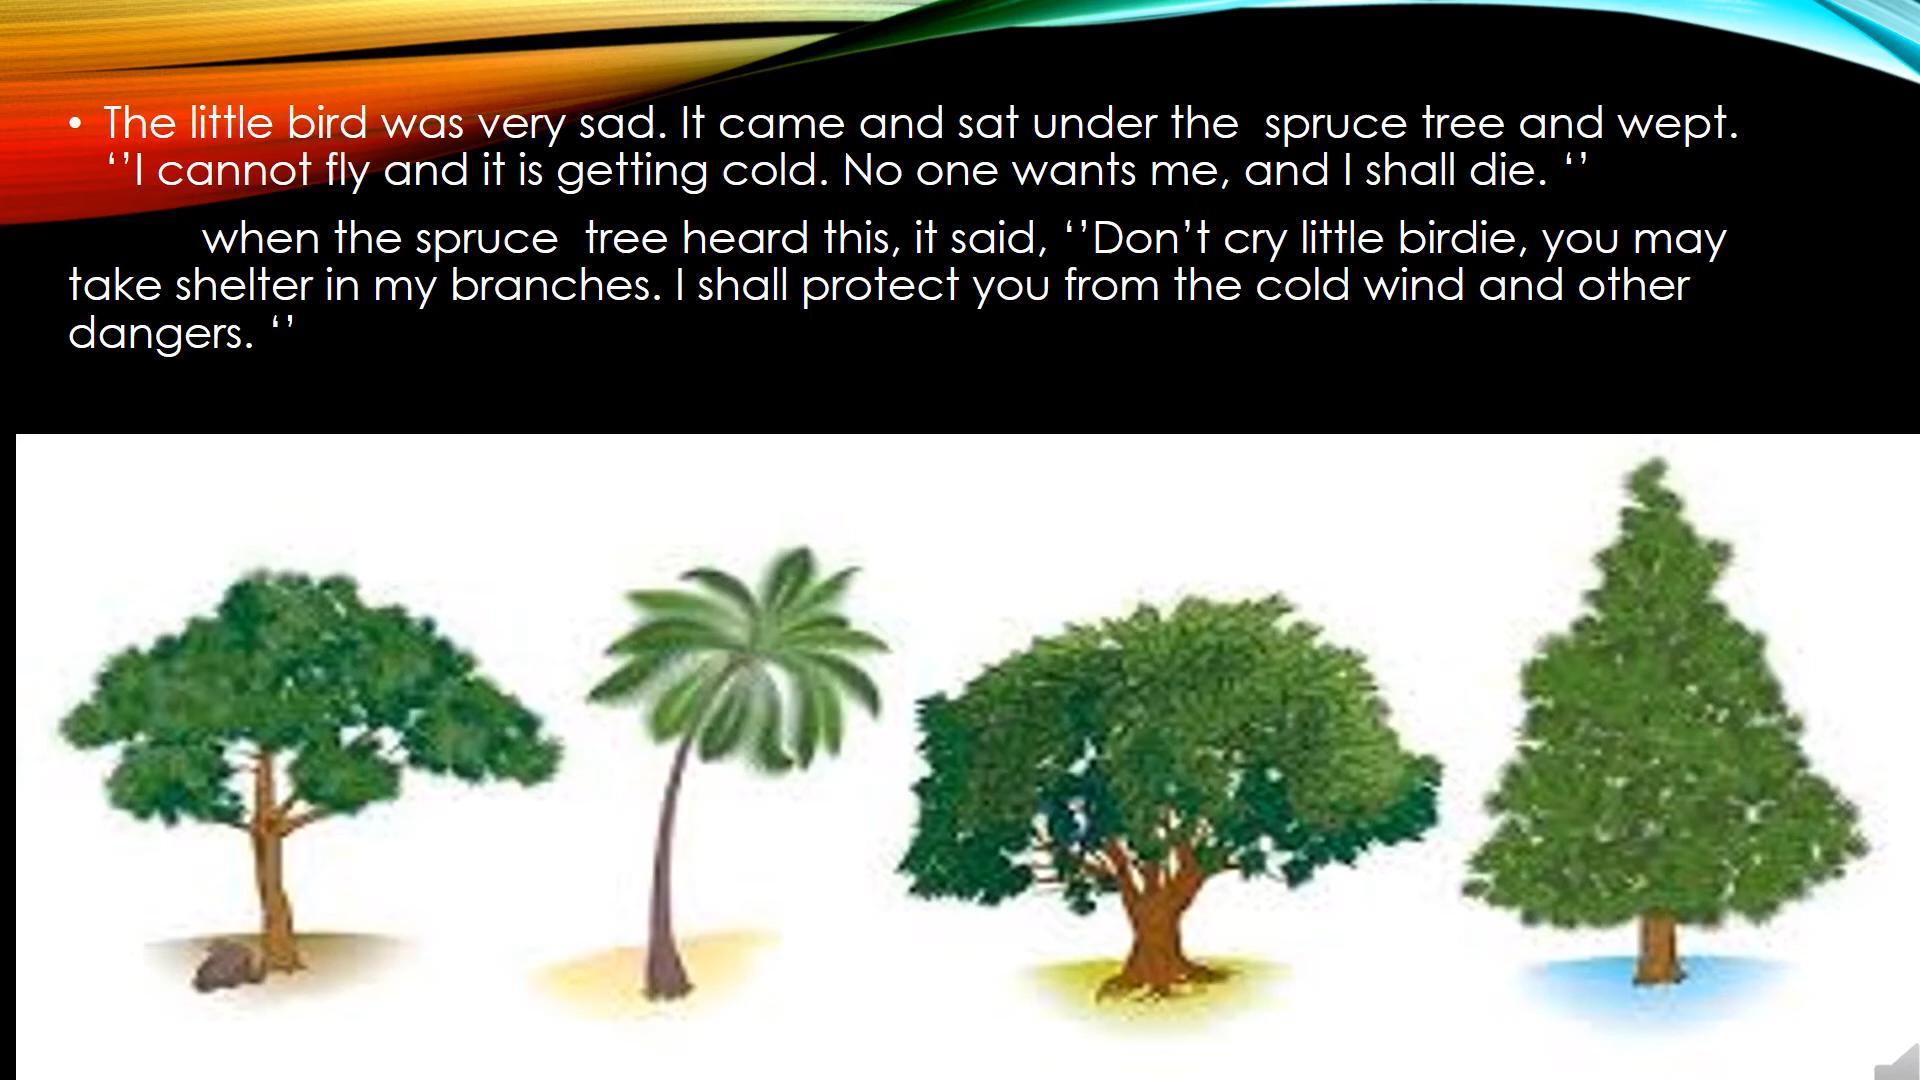 • The little bird was very sad. It came and sat under the  spruce tree and wept.
‘’I cannot fly and it is getting cold. No one wants me, and I shall die. ‘’
when the spruce  tree heard this, it said, ‘’Don’t cry little birdie, you may
take shelter in my branches. I shall protect you from the cold wind and other
dangers. ‘’